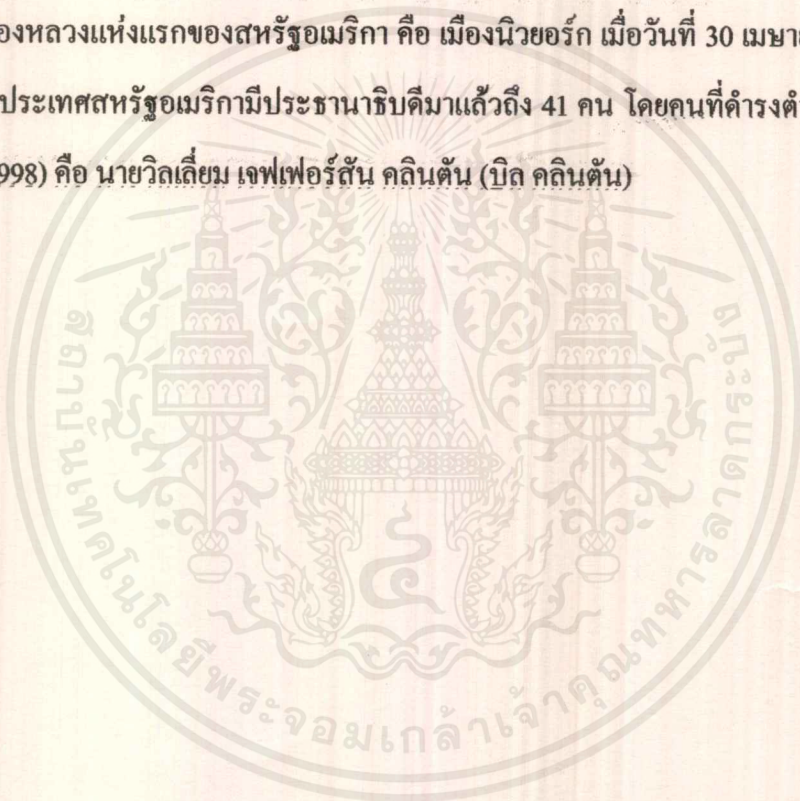 องหลวงแห่งแรกของสหรัฐอเมริกา คือ เมืองนิวยอร์ก เมื่อวันที่ 30 เมษา
ประเทศสหรัฐอเมริกามีประธานาธิบดีมาแล้วถึง 41 คน โดยคนที่ดำรงตำ
998) คือ นายวิลเลี่ยม เจฟเฟอร์สัน คลินตัน (บิล คลินตัน)
สถาบันเทคโนโลยีพระจอมเกล้าเจ้าคุณทหารลาดกระบัง